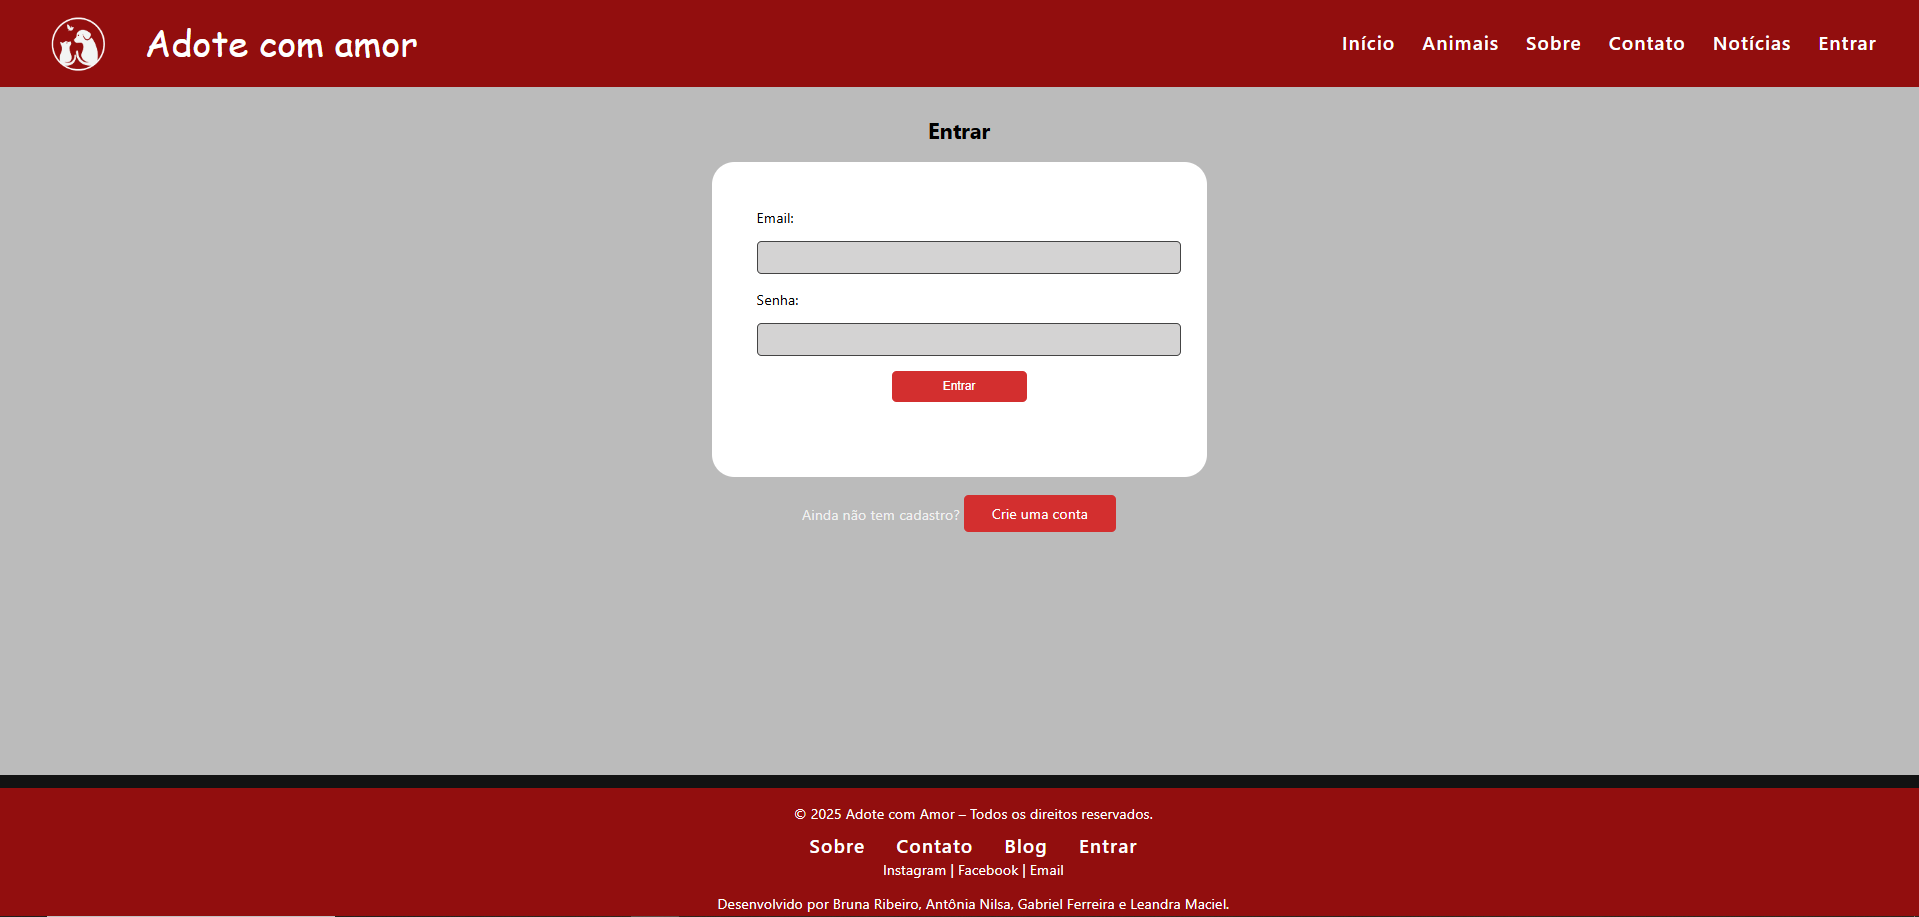 Adote com amor
Início Animais Sobre Contato Notícias Entrar
Entrar
Email:
Senha:
Entrar
Ainda não tem cadastro? Crie uma conta
© 2025 Adote com Amor – Todos os direitos reservados.
Sobre Contato Blog Entrar
Instagram | Facebook | Email
Desenvolvido por Bruna Ribeiro, Antônia Nilsa, Gabriel Ferreira e Leandra Maciel.